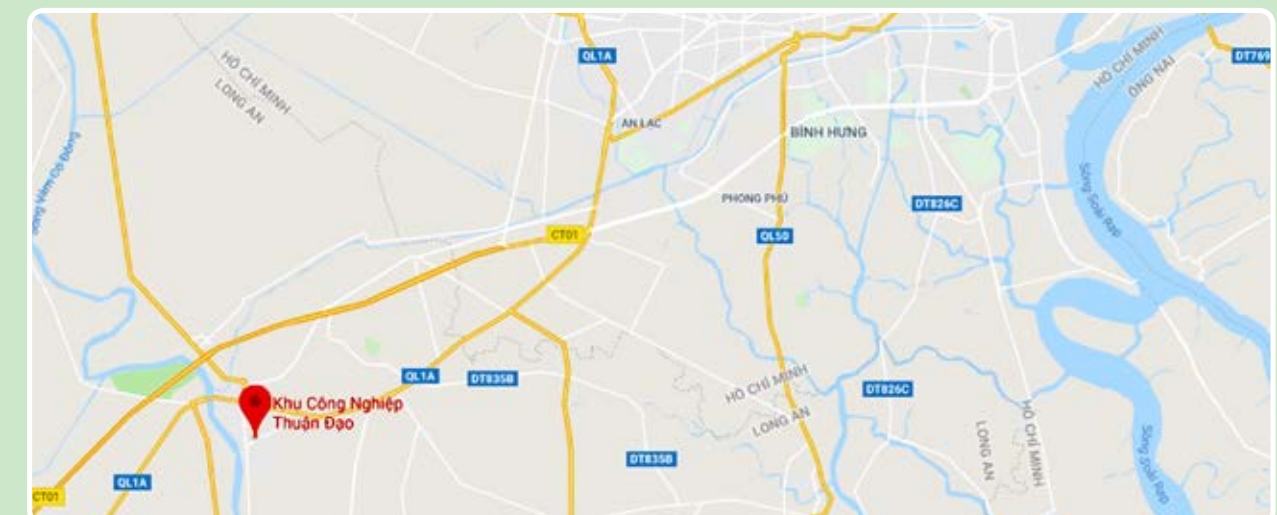 QL1A
HỒ CHÍ MINH
LONG AN
HỒ CHÍ MINH
ĐỒNG NAI
DT769
AN LẠC
BÌNH HƯNG
Sông Vàm Cỏ Đông
PHONG PHÚ
DT826C
Sông Soài Rạp
CT01
QL50
QL1A
DT835B
HỒ CHÍ MINH
LONG AN
DT826C
Khu Công Nghiệp
Thuận Đạo
HỒ CHÍ MINH
LONG AN
Sông Soài Rạp
DT835B
QL1A
CT01